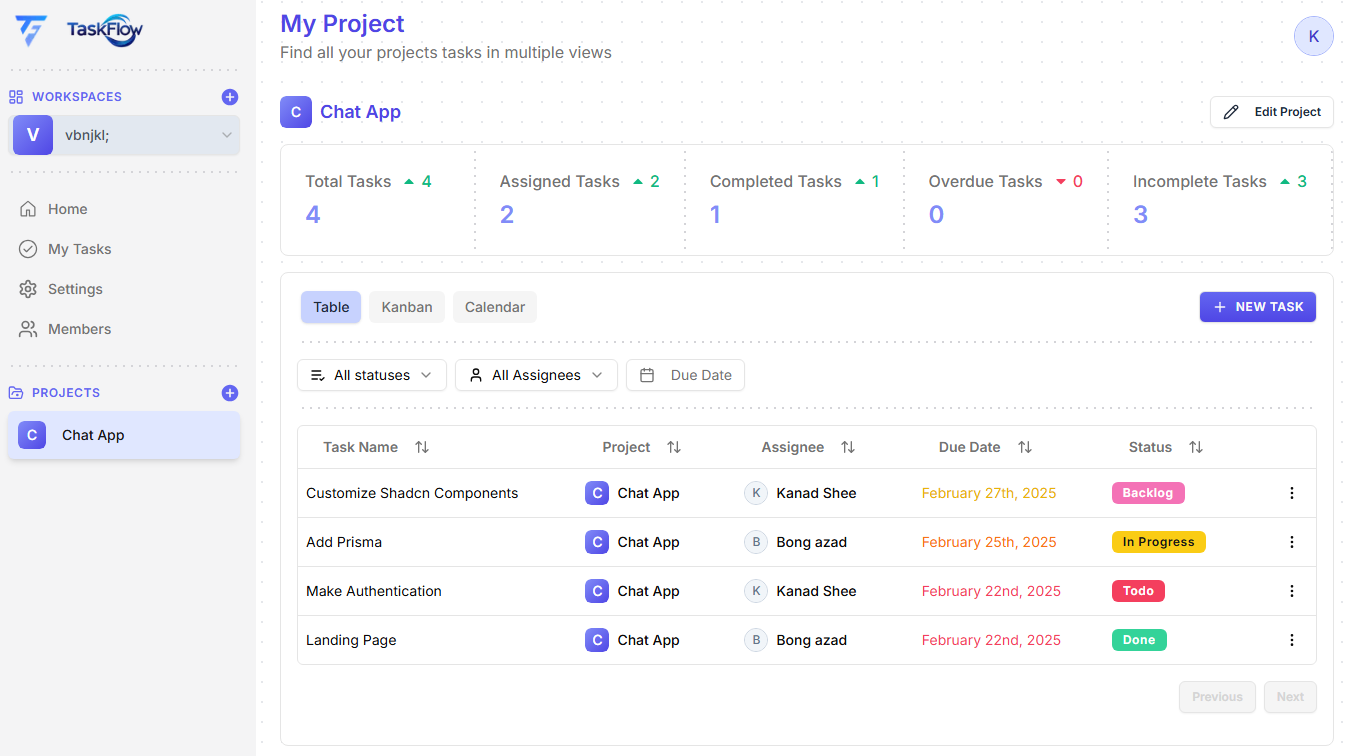 TaskFlow
WORKSPACES
V vbnjkl;
Home
My Tasks
Settings
Members
PROJECTS
C Chat App
My Project
Find all your projects tasks in multiple views
K
C Chat App
Edit Project
Total Tasks 4
4
Assigned Tasks 2
2
Completed Tasks 1
1
Overdue Tasks 0
0
Incomplete Tasks 3
3
Table Kanban Calendar
NEW TASK
All statuses All Assignees Due Date
Task Name Project Assignee Due Date Status
Customize Shadcn Components C Chat App K Kanad Shee February 27th, 2025 Backlog
Add Prisma C Chat App B Bong azad February 25th, 2025 In Progress
Make Authentication C Chat App K Kanad Shee February 22nd, 2025 Todo
Landing Page C Chat App B Bong azad February 22nd, 2025 Done
Previous Next